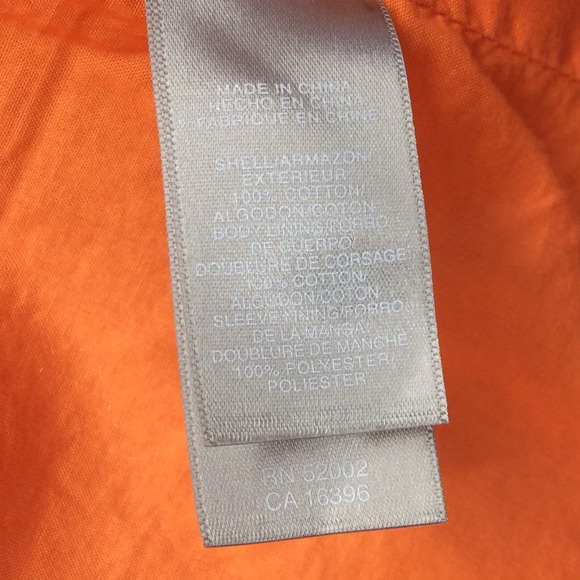 MADE IN CHINA
HECHO EN CHINA
FABRIQUE EN CHINE
SHELL/ARMAZON/
EXTERIEUR
100% COTTON/
ALGODON/COTON
BODY LINING/FORRO
DE CUERPO/
DOUBLURE DE CORSAGE:
100% COTTON/
ALGODON/COTON
SLEEVE LINING/FORRO
DE LA MANGA/
DOUBLURE DE MANCHE
100% POLYESTER/
POLIESTER
RN 52002
CA 16396